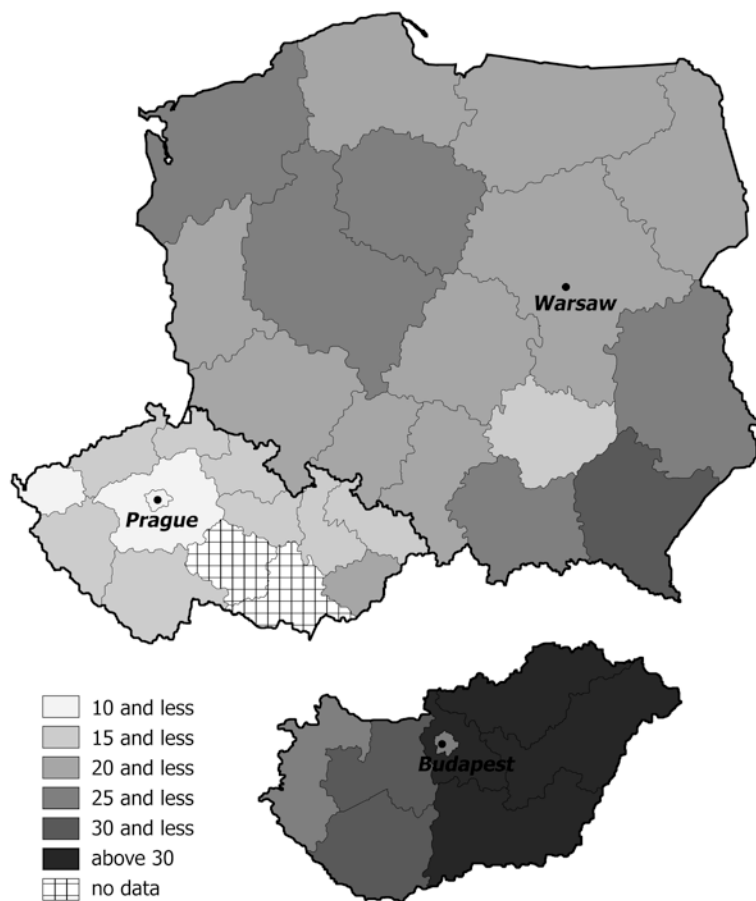 Warsaw
Prague
Budapest
10 and less
15 and less
20 and less
25 and less
30 and less
above 30
no data